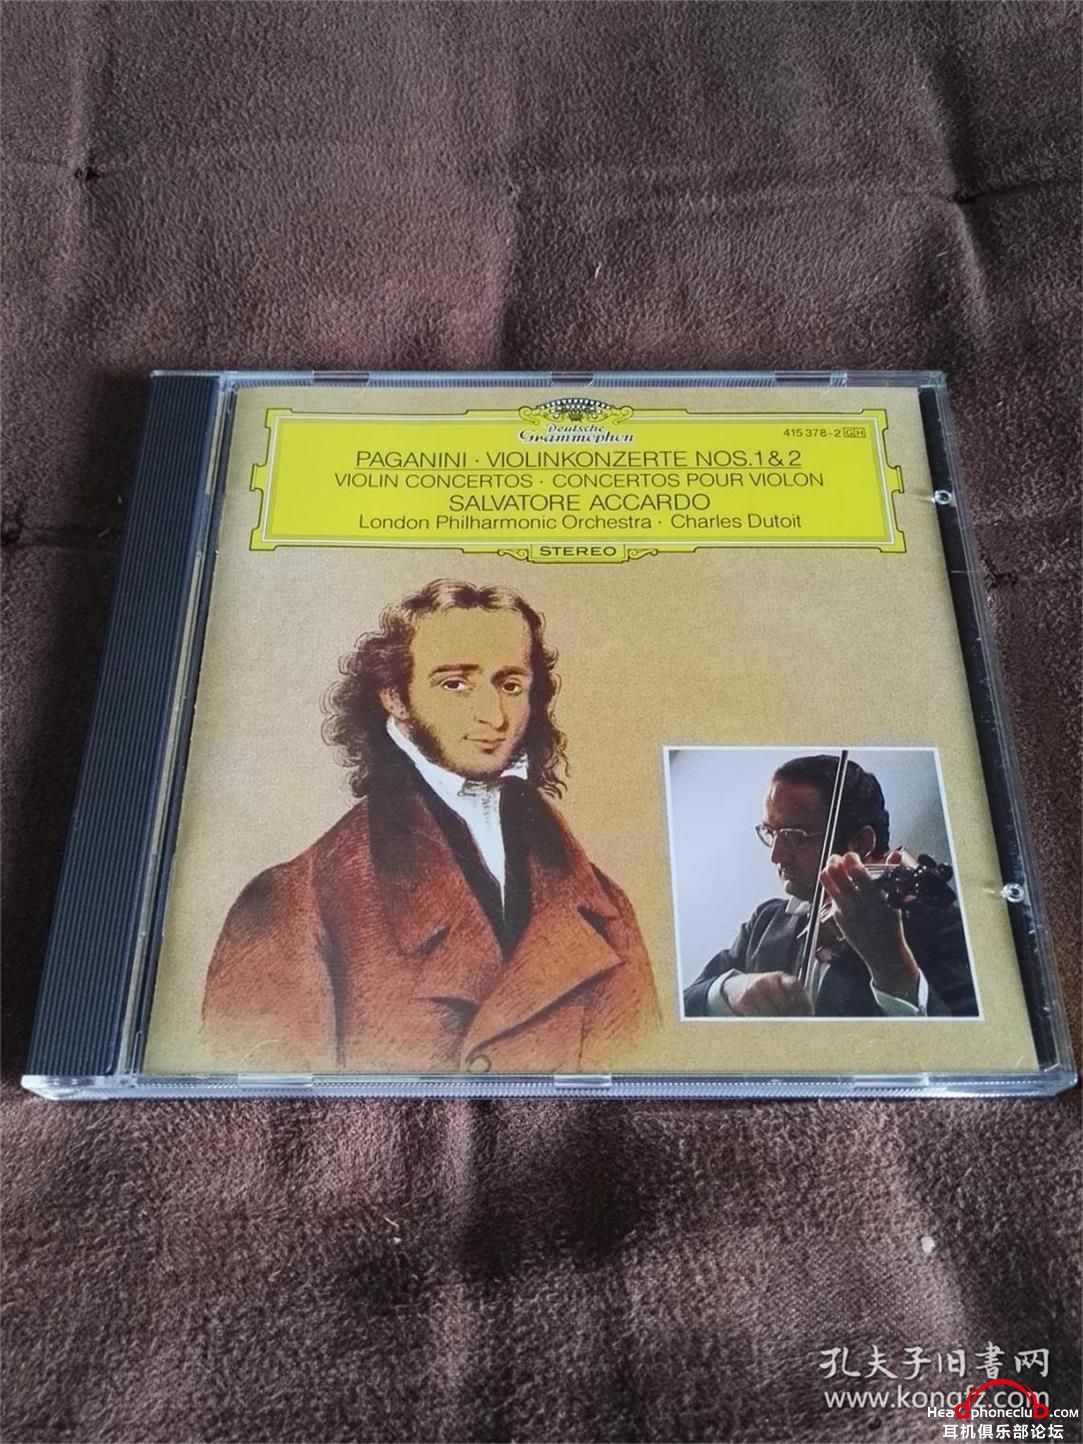 Deutsche
Grammophon
415 378-2 GH
PAGANINI · VIOLINKONZERTE NOS. 1 & 2
VIOLIN CONCERTOS · CONCERTOS POUR VIOLON
SALVATORE ACCARDO
London Philharmonic Orchestra · Charles Dutoit
STEREO
孔夫子旧书网
www.kongfz.com
Headphoneclub.com
耳机俱乐部论坛